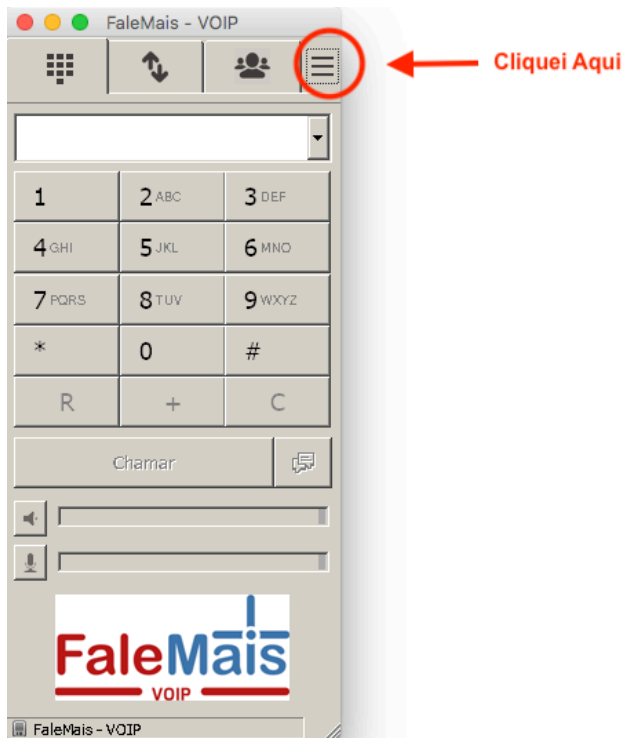 FaleMais - VOIP
Cliquei Aqui
1
2 ABC
3 DEF
4 GHI
5 JKL
6 MNO
7 PQRS
8 TUV
9 WXYZ
*
0
#
R
+
C
Chamar
FaleMais
VOIP
FaleMais - VOIP